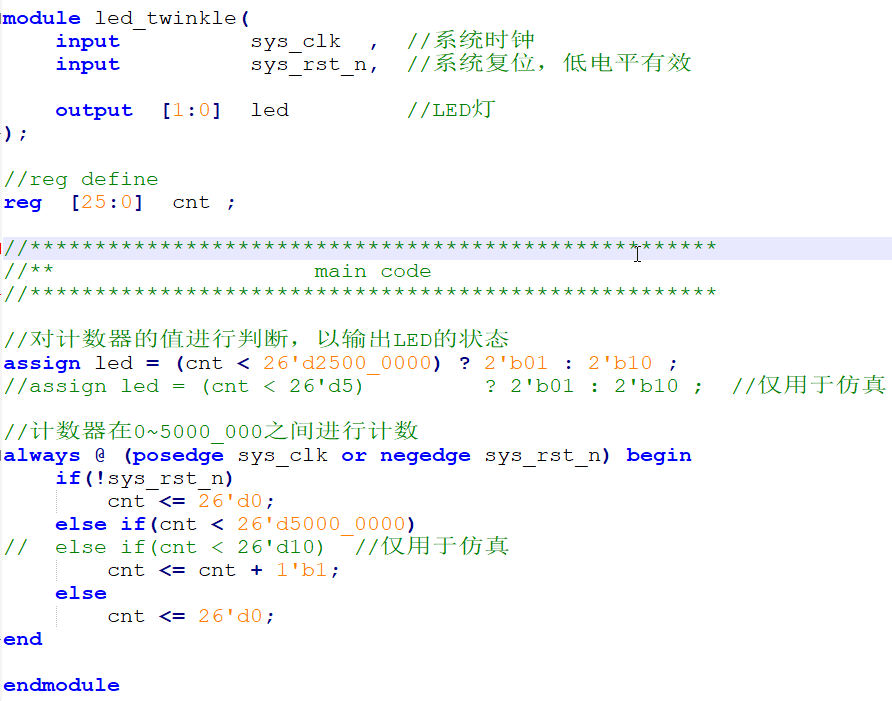 module led_twinkle(
    input          sys_clk  ,  //系统时钟
    input          sys_rst_n,  //系统复位，低电平有效
    output  [1:0]  led         //LED灯
);
//reg define
reg  [25:0]  cnt ;
//*****************************************************
//**                    main code
//*****************************************************
//对计数器的值进行判断，以输出LED的状态
assign led = (cnt < 26'd2500_0000) ? 2'b01 : 2'b10 ;
//assign led = (cnt < 26'd5)         ? 2'b01 : 2'b10 ;  //仅用于仿真
//计数器在0~5000_000之间进行计数
always @ (posedge sys_clk or negedge sys_rst_n) begin
    if(!sys_rst_n)
        cnt <= 26'd0;
    else if(cnt < 26'd5000_0000)
//  else if(cnt < 26'd10)  //仅用于仿真
        cnt <= cnt + 1'b1;
    else
        cnt <= 26'd0;
end
endmodule